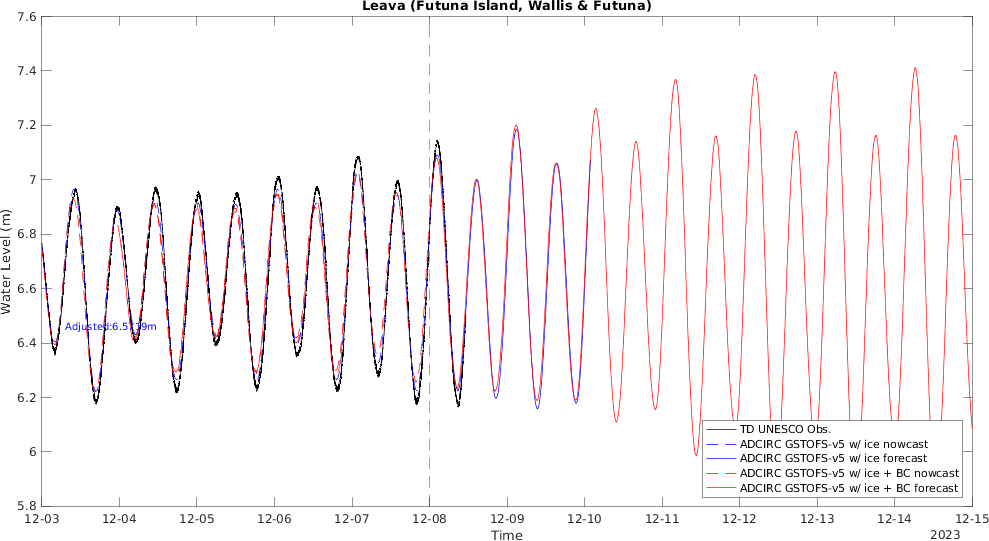 Leava (Futuna Island, Wallis & Futuna)
7.6
7.4
7.2
7
6.8
6.6
6.4
6.2
6
5.8
Water Level (m)
TD UNESCO Obs.
ADCIRC GSTOFS-v5 w/ ice nowcast
ADCIRC GSTOFS-v5 w/ ice forecast
ADCIRC GSTOFS-v5 w/ ice + BC nowcast
ADCIRC GSTOFS-v5 w/ ice + BC forecast
12-03 12-04 12-05 12-06 12-07 12-08 12-09 12-10 12-11 12-12 12-13 12-14 12-15
Time
2023